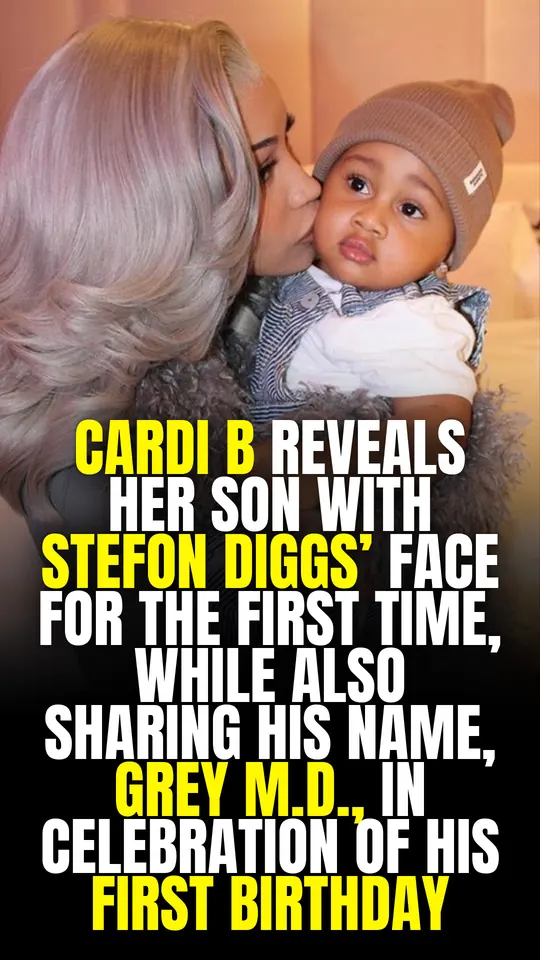 CARDI B REVEALS
HER SON WITH
STEFON DIGGS' FACE
FOR THE FIRST TIME,
WHILE ALSO
SHARING HIS NAME,
GREY M.D., IN
CELEBRATION OF HIS
FIRST BIRTHDAY